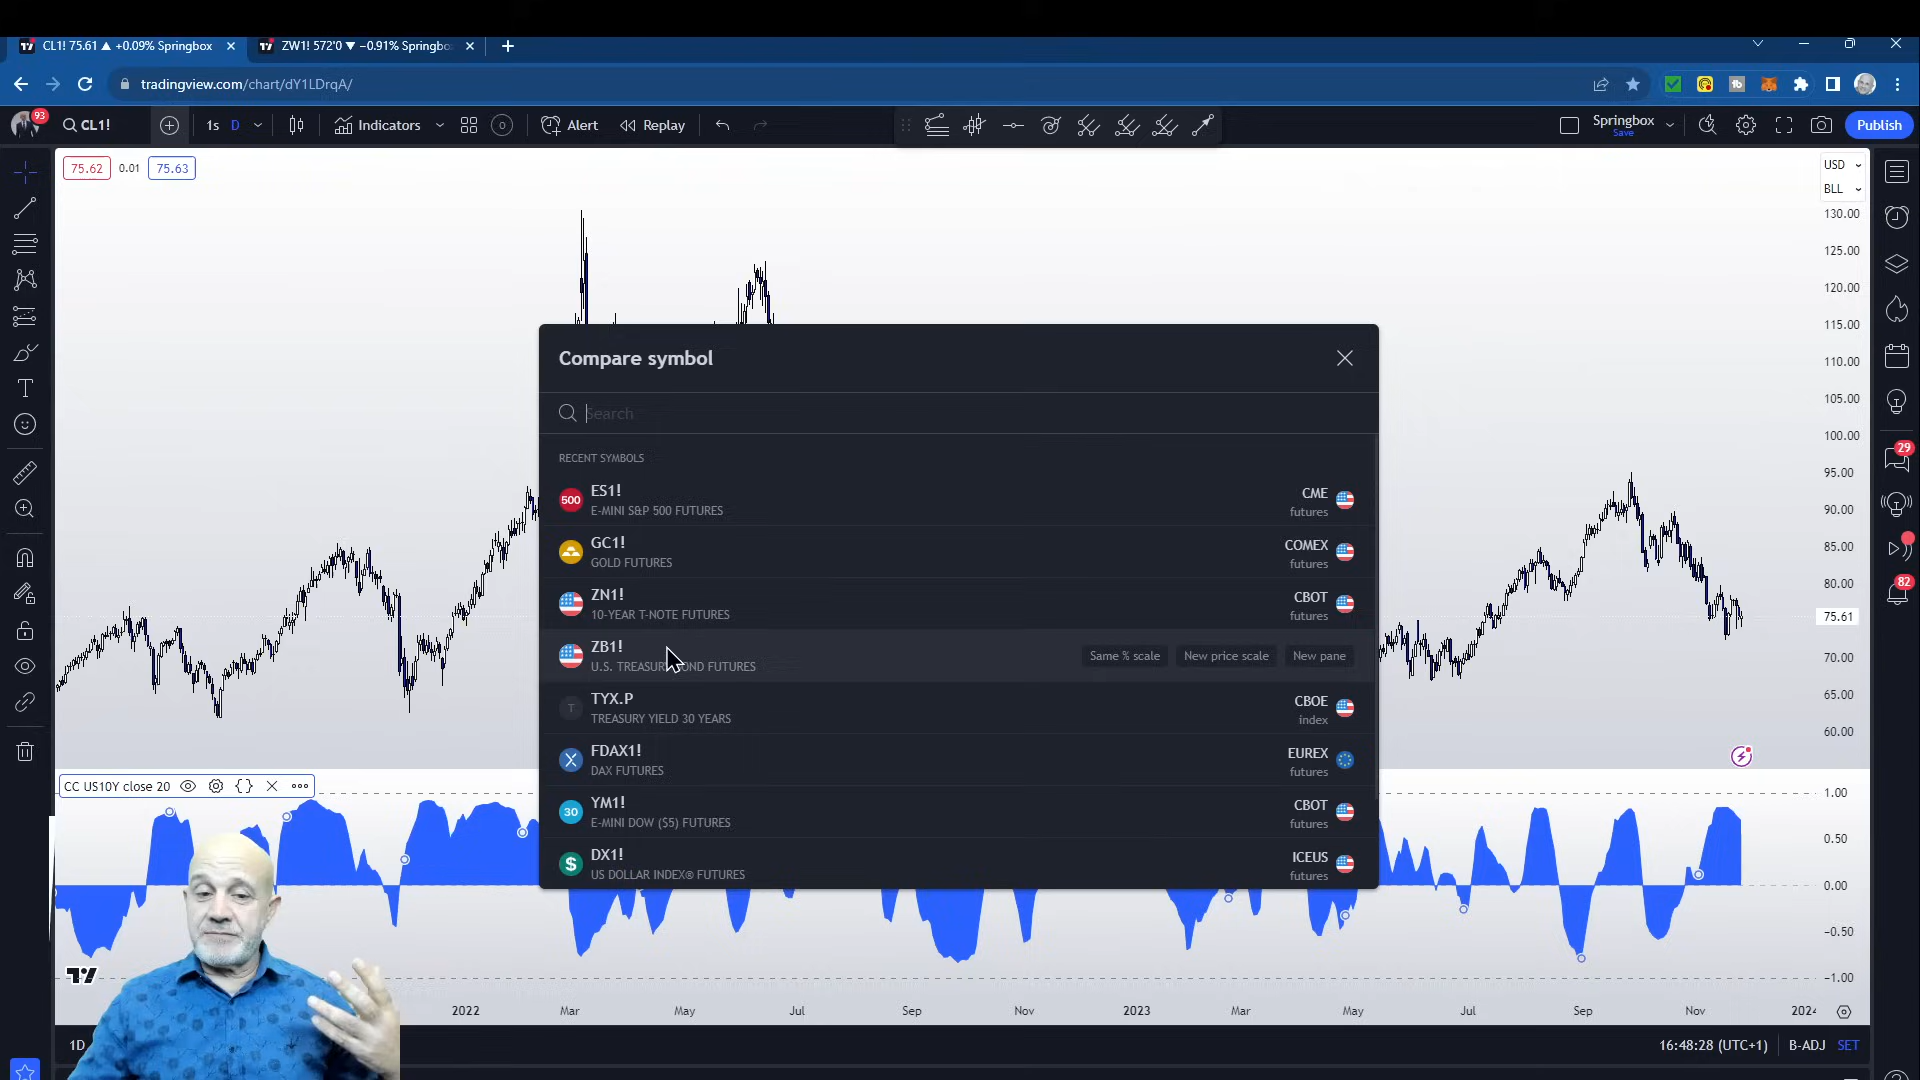 CL1! 75.61 ▲ +0.09% Springbox
ZW1! 572'0 ▼ −0.91% Springbo
tradingview.com/chart/dY1LDrqA/
93
CL1!
1s D
Indicators
Alert
Replay
Springbox
Save
Publish
75.62 0.01 75.63
USD
BLL
130.00
125.00
120.00
115.00
110.00
105.00
100.00
95.00
90.00
85.00
80.00
75.61
70.00
65.00
60.00
29
82
Compare symbol
Search
RECENT SYMBOLS
500
ES1!
E-MINI S&P 500 FUTURES
CME
futures
GC1!
GOLD FUTURES
COMEX
futures
ZN1!
10-YEAR T-NOTE FUTURES
CBOT
futures
ZB1!
U.S. TREASURY BOND FUTURES
Same % scale New price scale New pane
T
TYX.P
TREASURY YIELD 30 YEARS
CBOE
index
FDAX1!
DAX FUTURES
EUREX
futures
30
YM1!
E-MINI DOW ($5) FUTURES
CBOT
futures
$
DX1!
US DOLLAR INDEX® FUTURES
ICEUS
futures
CC US10Y close 20
1.00
0.50
0.00
−0.50
−1.00
2022 Mar May Jul Sep Nov 2023 Mar May Jul Sep Nov 2024
1D
16:48:28 (UTC+1) B-ADJ SET